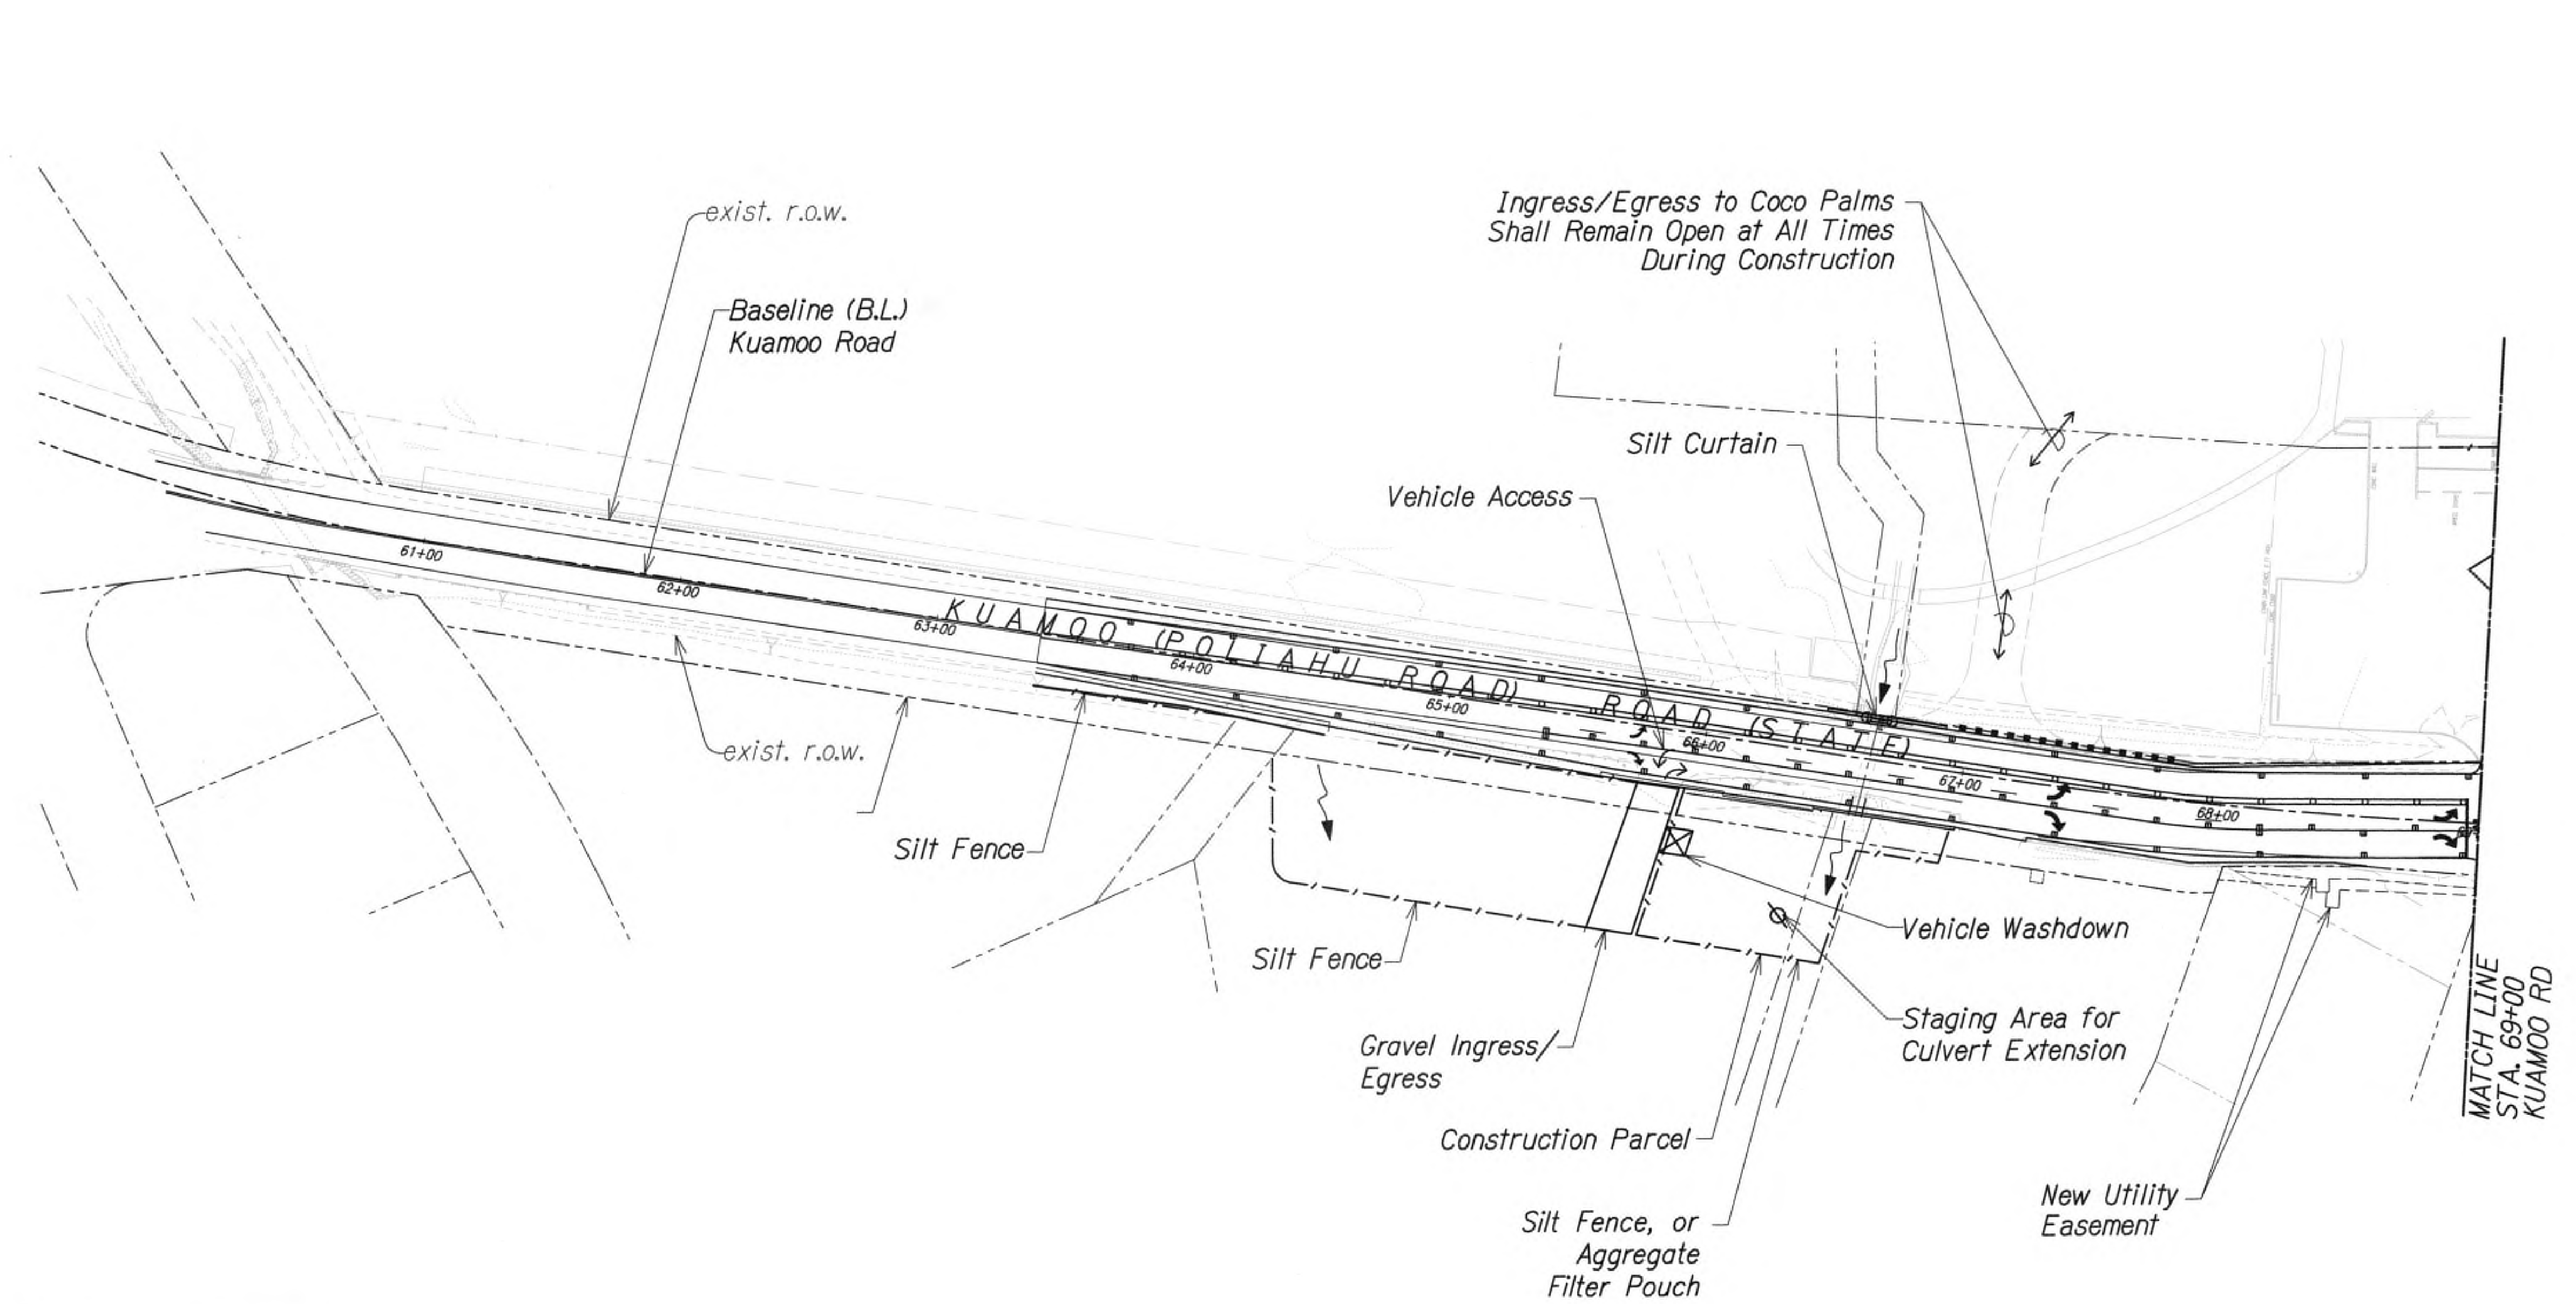 Ingress/Egress to Coco Palms
Shall Remain Open at All Times
During Construction
exist. r.o.w.
Baseline (B.L.)
Kuamoo Road
Silt Curtain
Vehicle Access
61+00
62+00
63+00
64+00
65+00
66+00
67+00
68+00
KUAMOO (POLIAHU ROAD) ROAD (STATE)
exist. r.o.w.
Silt Fence
Silt Fence
Vehicle Washdown
Gravel Ingress/
Egress
Staging Area for
Culvert Extension
Construction Parcel
Silt Fence, or
Aggregate
Filter Pouch
New Utility
Easement
MATCH LINE
STA. 69+00
KUAMOO RD